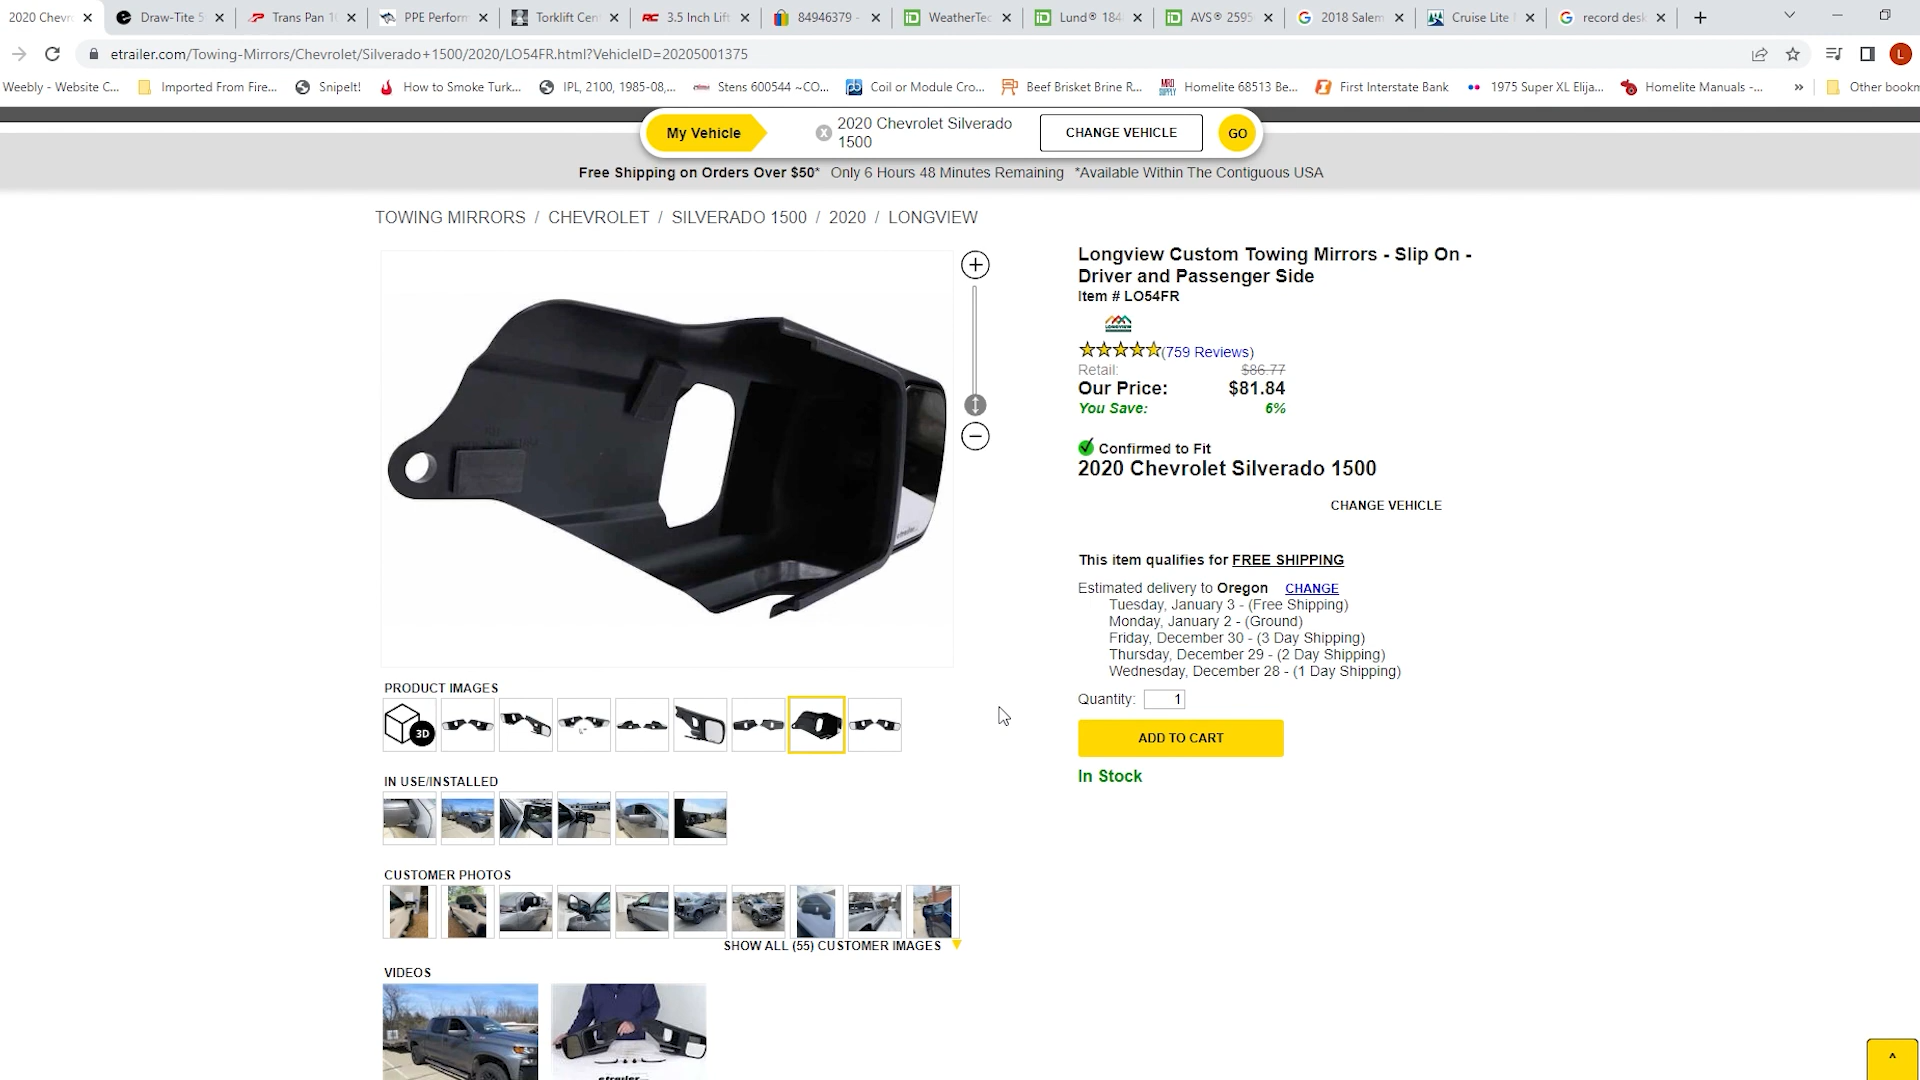 2020 Chevr
Draw-Tite 5
Trans Pan 1
PPE Perform
Torklift Cen
3.5 Inch Lift
84946379 -
WeatherTec
Lund® 184
AVS® 2595
2018 Salem
Cruise Lite
record desk
etrailer.com/Towing-Mirrors/Chevrolet/Silverado+1500/2020/LO54FR.html?VehicleID=20205001375
L
Weebly - Website C...
Imported From Fire...
SnipeIt!
How to Smoke Turk...
IPL, 2100, 1985-08,...
Stens 600544 ~CO...
Coil or Module Cro...
Beef Brisket Brine R...
Homelite 68513 Be...
First Interstate Bank
1975 Super XL Elija...
Homelite Manuals -...
»
Other bookm
My Vehicle
2020 Chevrolet Silverado
1500
CHANGE VEHICLE
GO
Free Shipping on Orders Over $50* Only 6 Hours 48 Minutes Remaining *Available Within The Contiguous USA
TOWING MIRRORS / CHEVROLET / SILVERADO 1500 / 2020 / LONGVIEW
Longview Custom Towing Mirrors - Slip On -
Driver and Passenger Side
Item # LO54FR
LONGVIEW
(759 Reviews)
Retail: $86.77
Our Price: $81.84
You Save: 6%
Confirmed to Fit
2020 Chevrolet Silverado 1500
CHANGE VEHICLE
This item qualifies for FREE SHIPPING
Estimated delivery to Oregon CHANGE
Tuesday, January 3 - (Free Shipping)
Monday, January 2 - (Ground)
Friday, December 30 - (3 Day Shipping)
Thursday, December 29 - (2 Day Shipping)
Wednesday, December 28 - (1 Day Shipping)
Quantity: 1
ADD TO CART
In Stock
PRODUCT IMAGES
3D
IN USE/INSTALLED
CUSTOMER PHOTOS
SHOW ALL (55) CUSTOMER IMAGES
VIDEOS
etrailer